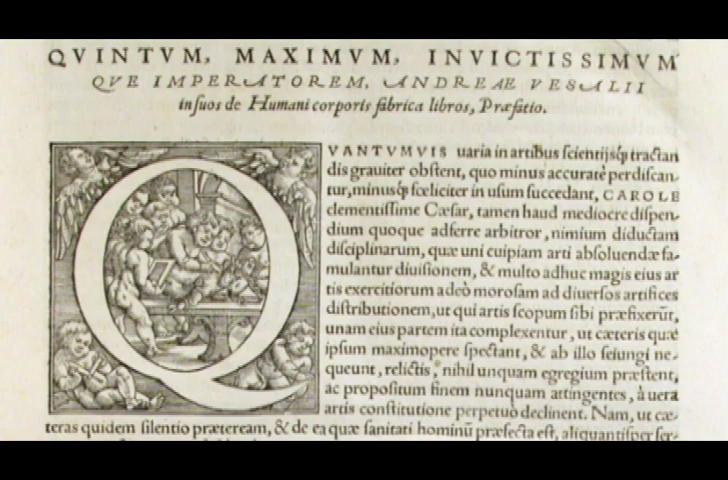 QVINTVM, MAXIMVM, INVICTISSIMVM
QVE IMPERATOREM, ANDREAE VESALII
in suos de Humani corporis fabrica libros, Præfatio.
QVANTVMVIS uaria in artibus scientijsq́; tractan
dis grauiter obstent, quo minus accuratè perdiscan-
tur, minusq́; fœliciter in usum succedant, CAROLE
clementissime Cæsar, tamen haud mediocre dispen-
dium quoque adferre arbitror, nimium diductam
disciplinarum, quæ uni cuipiam arti absoluendæ fa-
mulantur diuisionem, & multo adhuc magis eius ar
tis exercitiorum adeò morosam ad diuersos artifices
distributionem, ut qui artis scopum sibi præfixerūt,
unam eius partem ita complexentur, ut cæteris quæ
ipsum maximopere spectant, & ab illo seiungi ne-
queunt, relictis, nihil unquam egregium præstent,
ac propositum finem nunquam attingentes, à uera
artis constitutione perpetuò declinent. Nam, ut cæ-
teras quidem silentio præteream, & de ea quæ sanitati hominū præfecta est, aliquantisper ser-